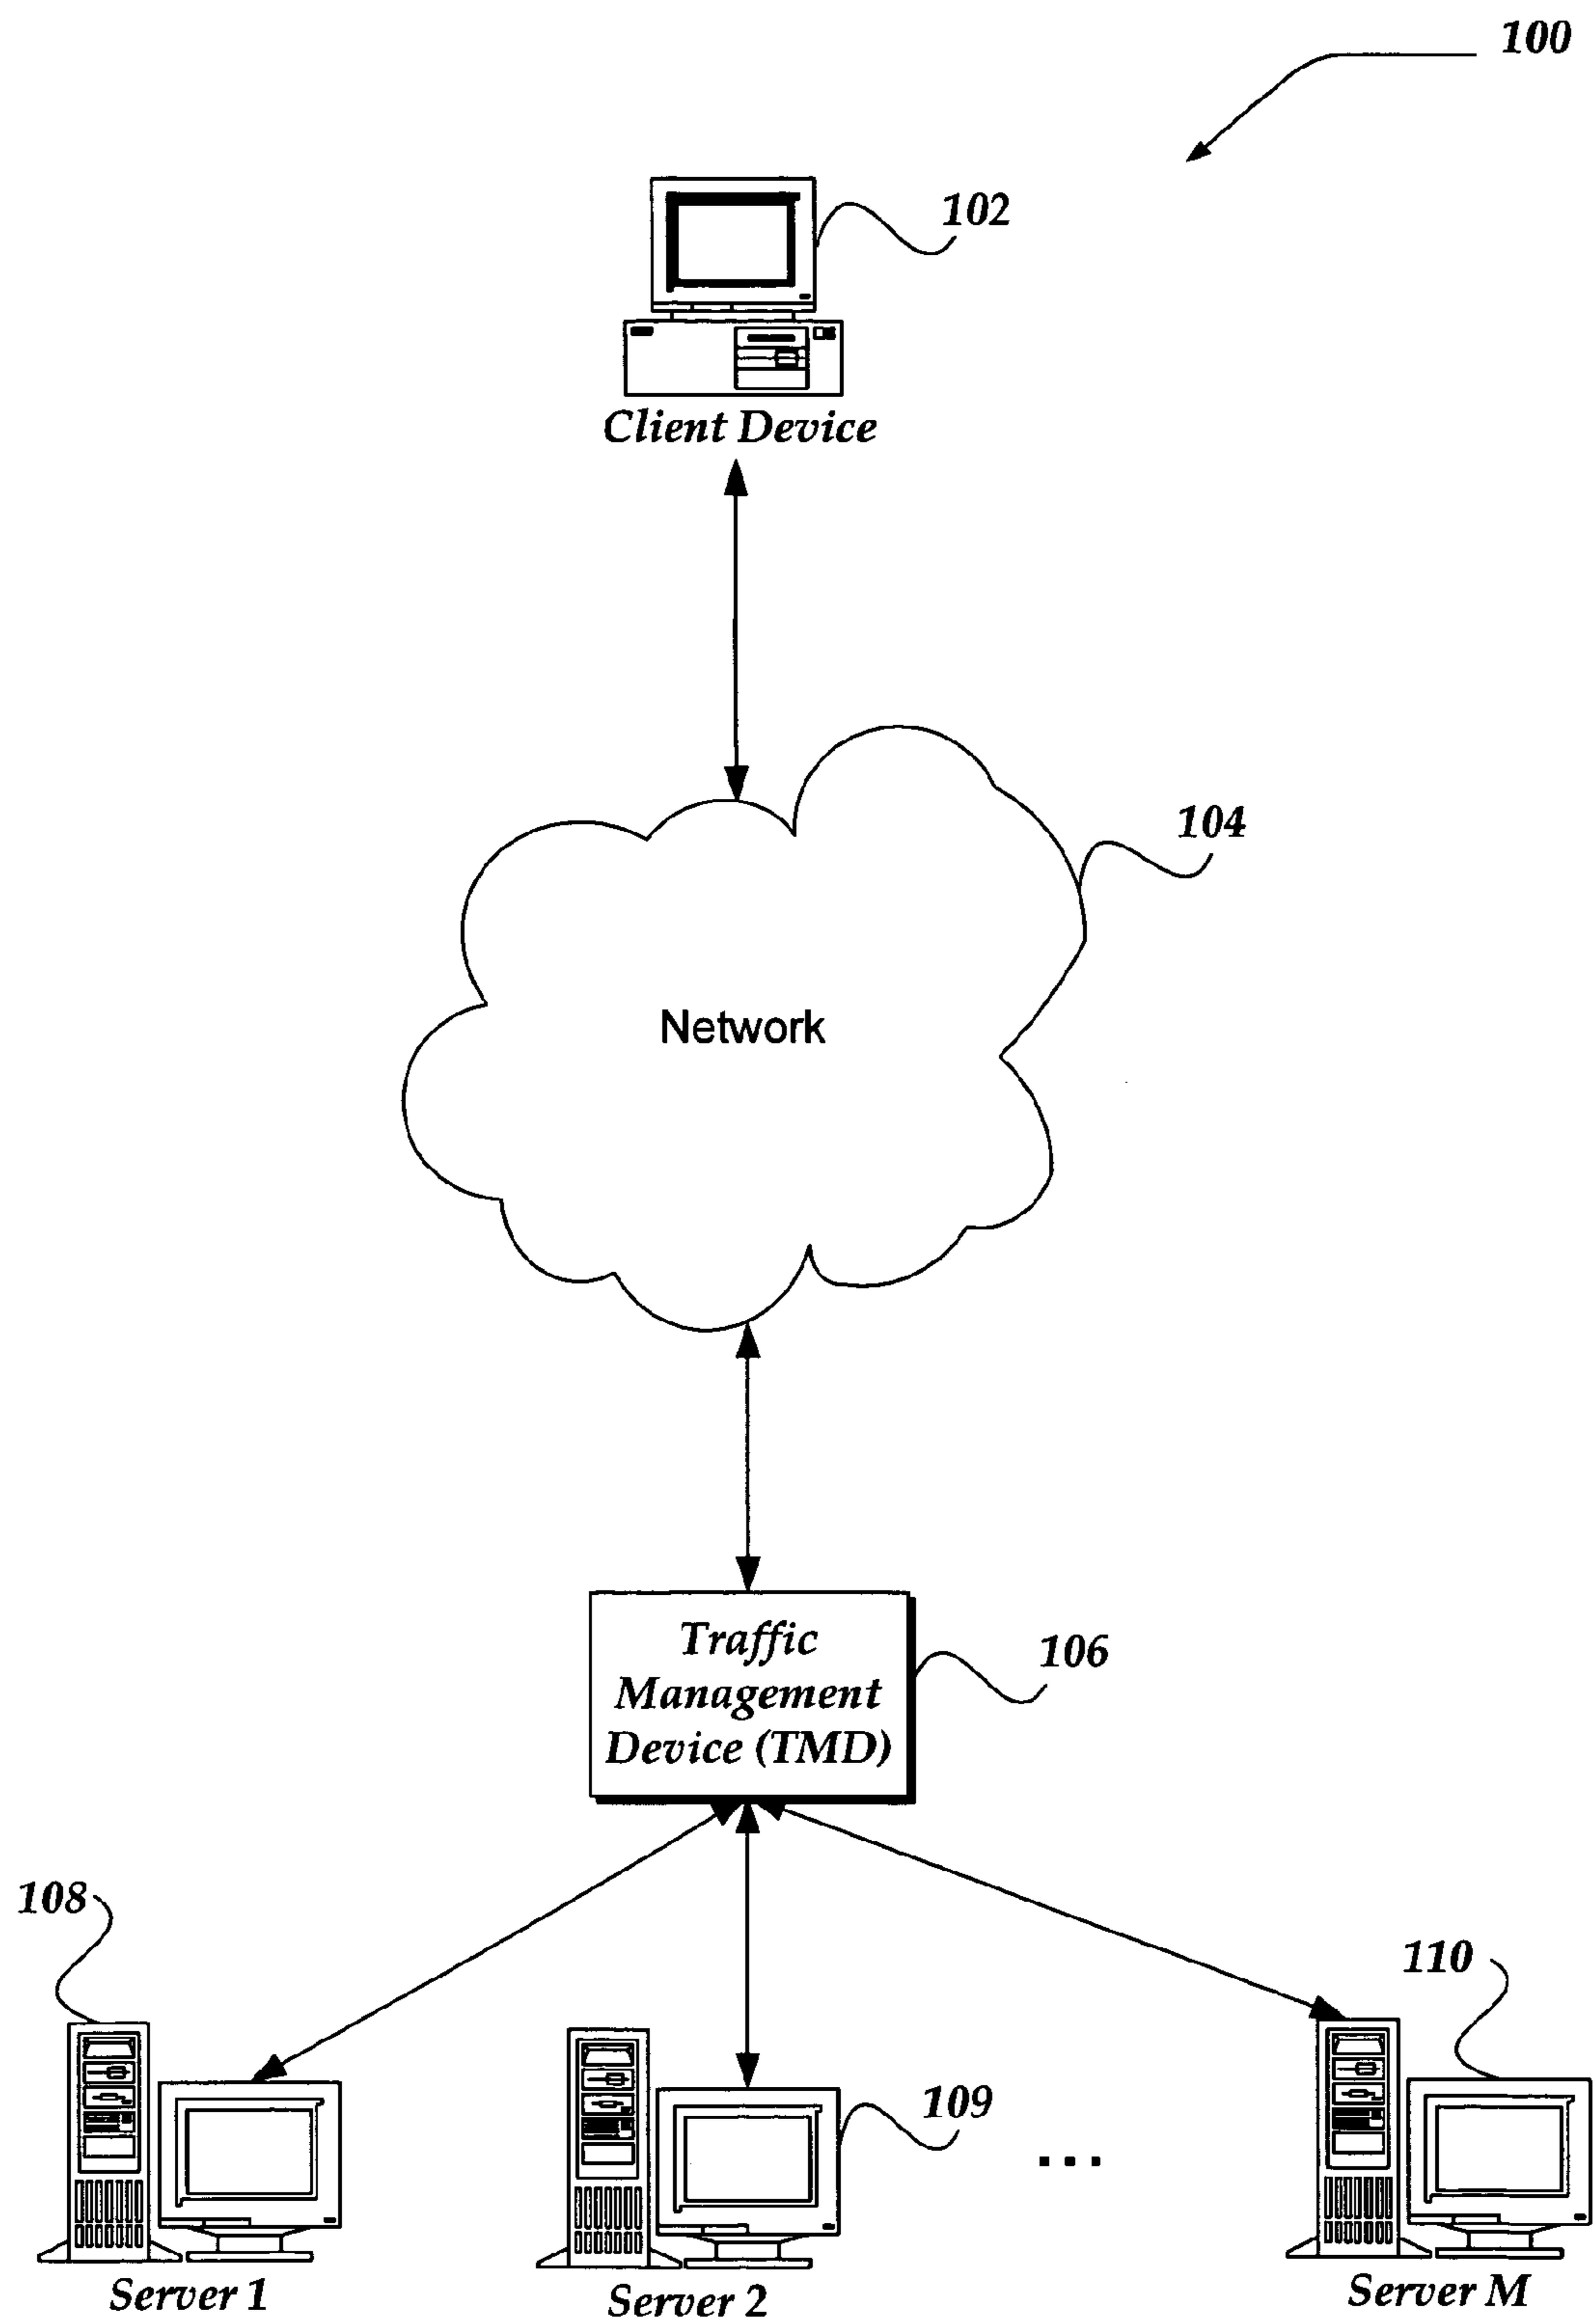 100
102
Client Device
104
Network
Traffic
Management
Device (TMD)
106
108
110
109
...
Server 1
Server 2
Server M